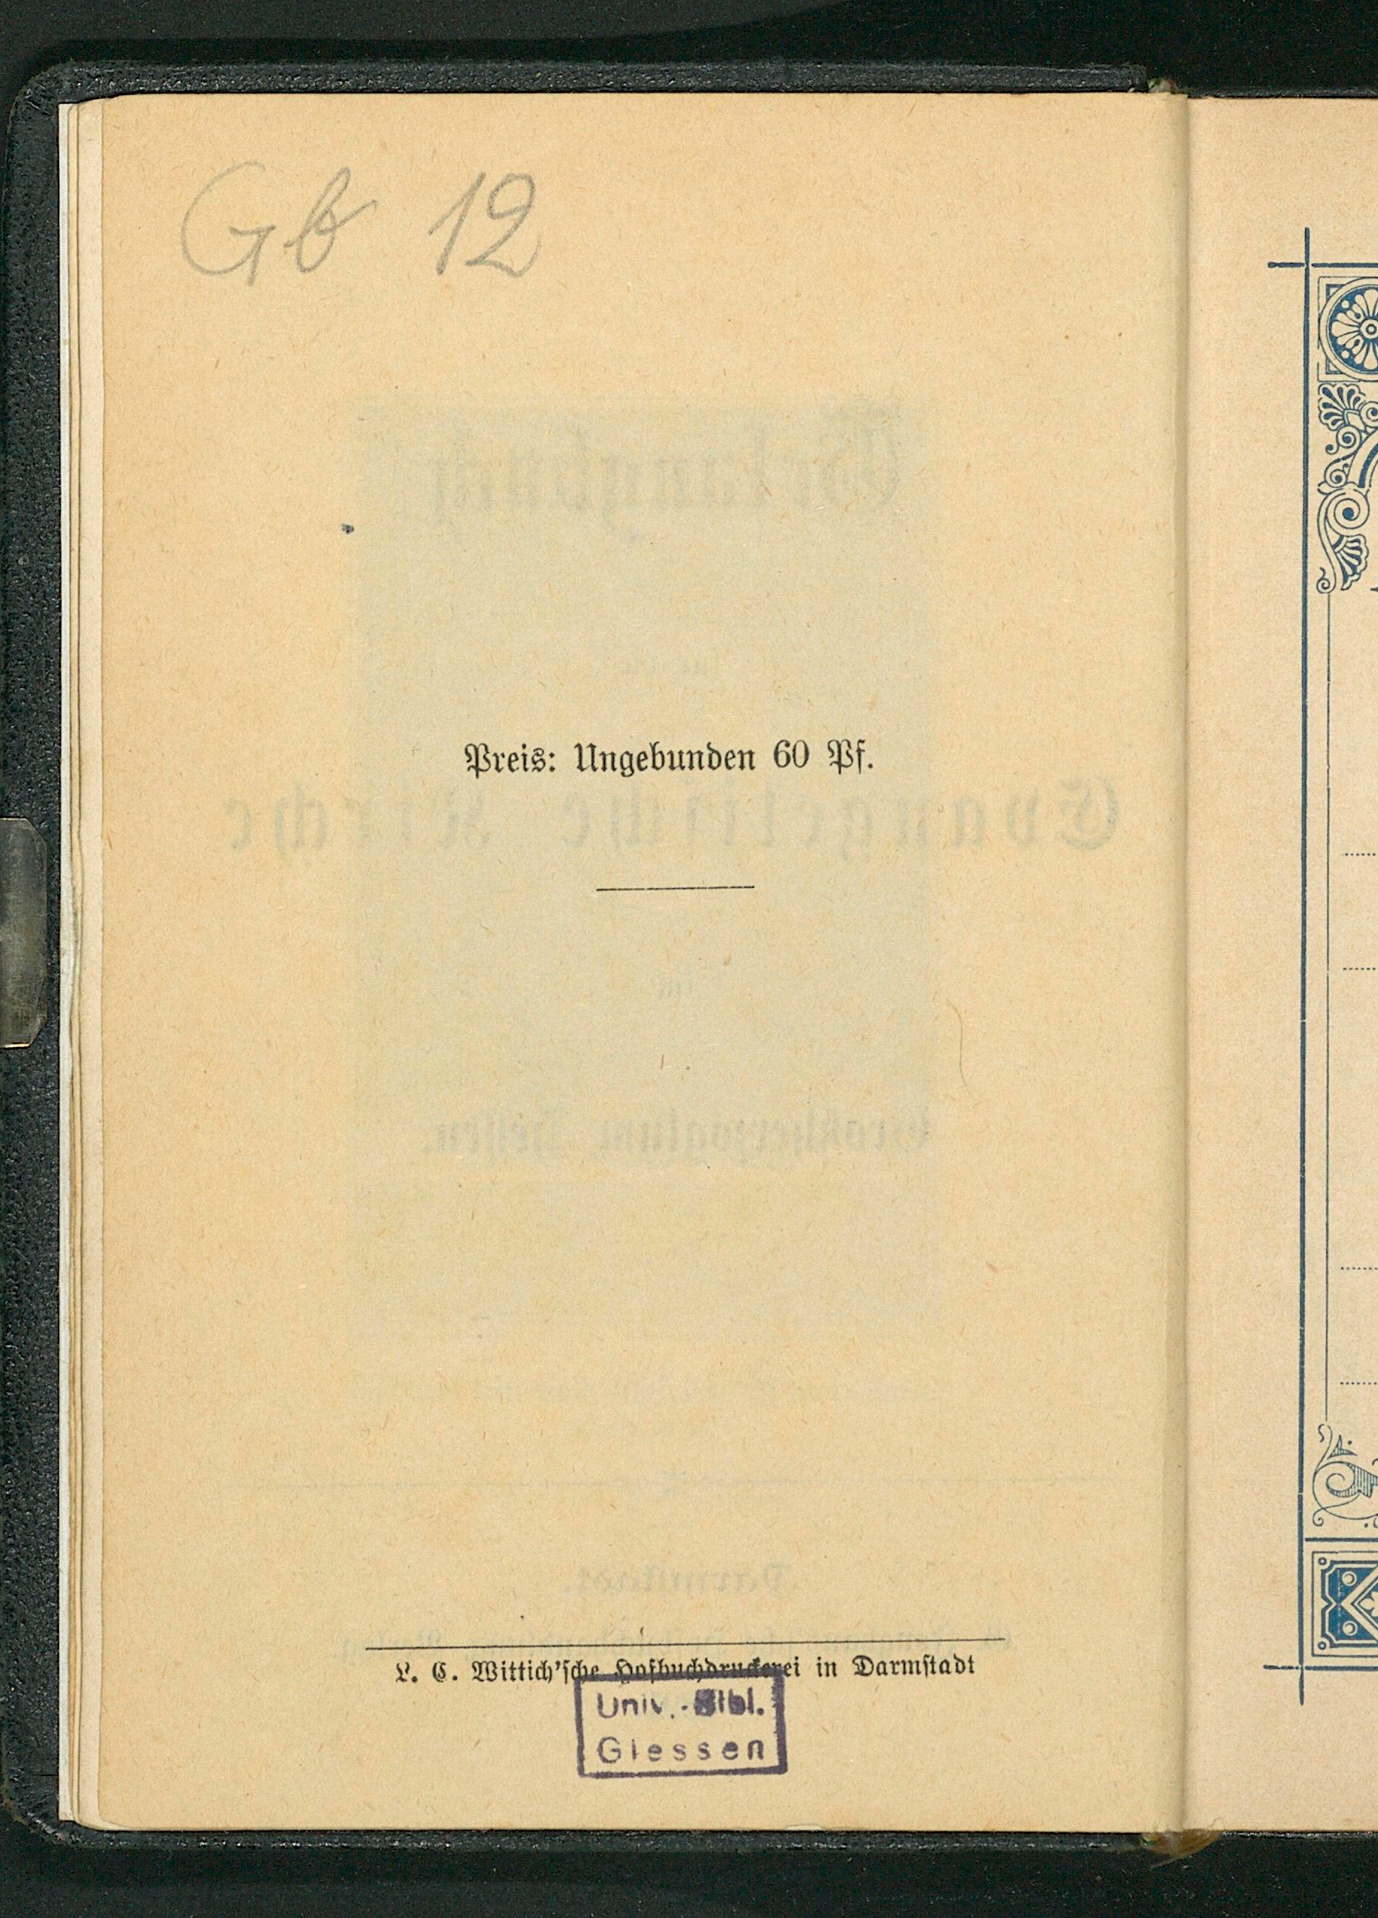 Gb 12
Preis: Ungebunden 60 Pf.
L. C. Wittich'sche Hofbuchdruckerei in Darmstadt
Univ.-Bibl.
Giessen